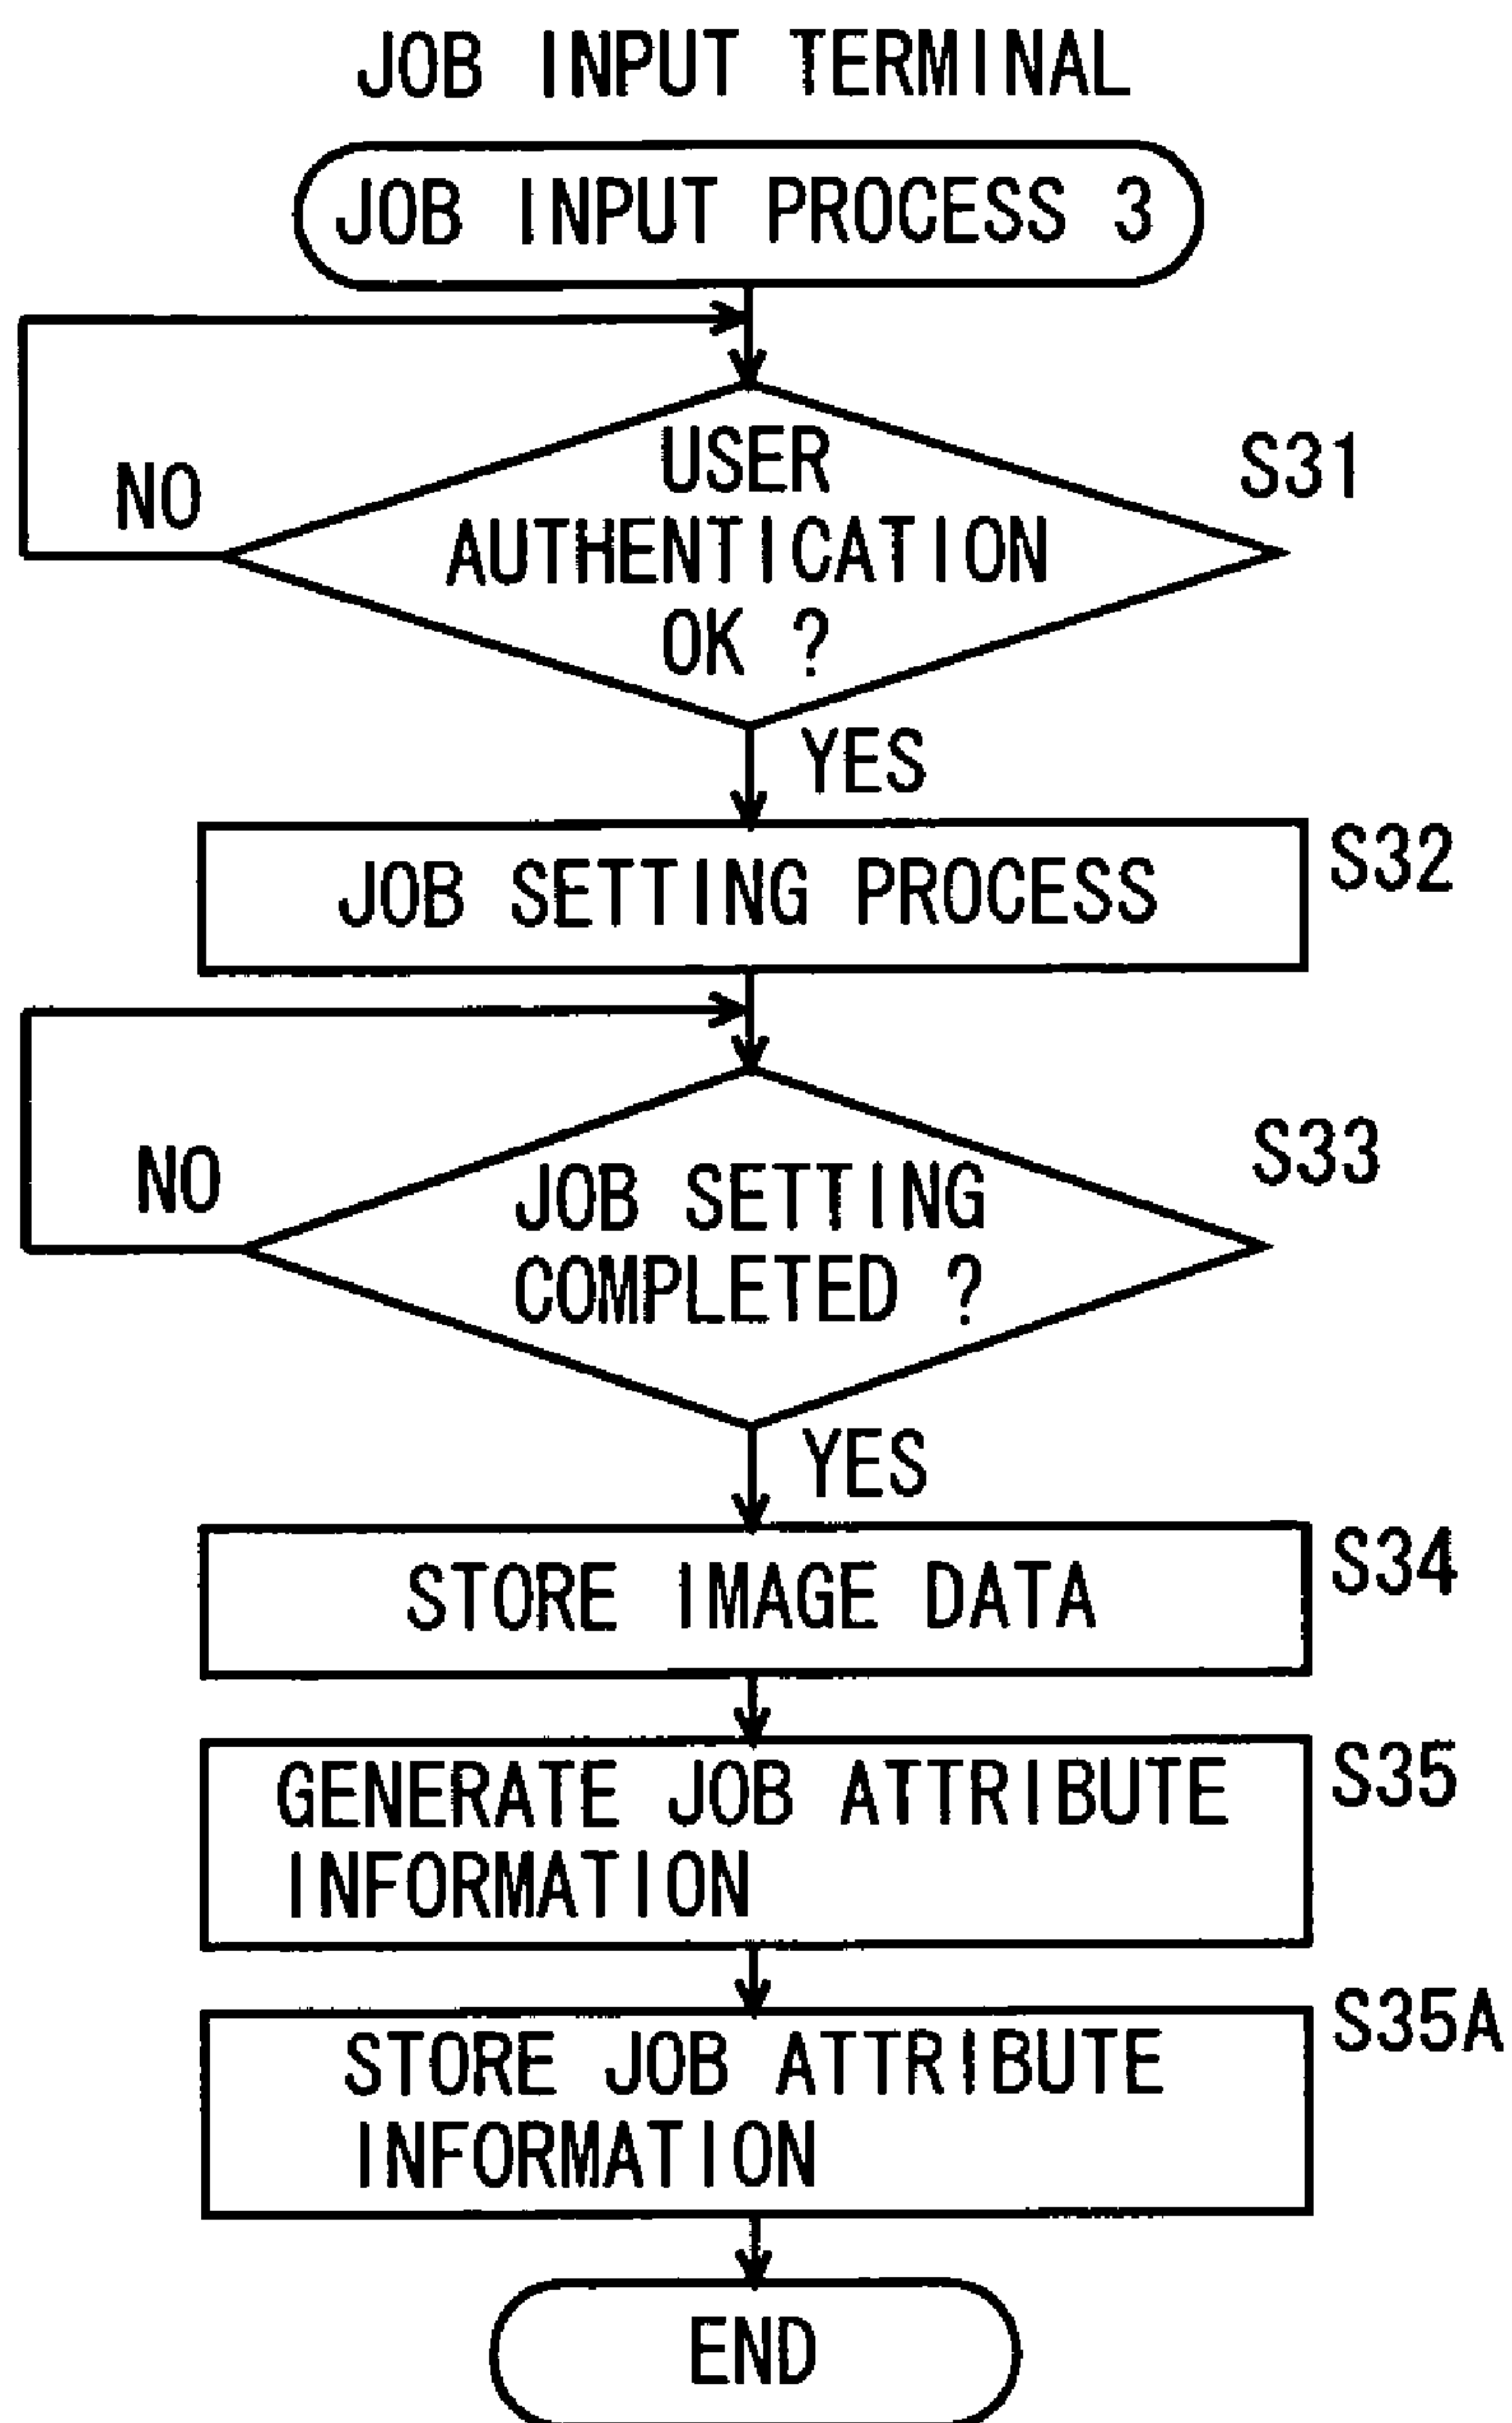 JOB INPUT TERMINAL
JOB INPUT PROCESS 3
USER
AUTHENTICATION
OK ?
S31
NO
YES
JOB SETTING PROCESS
S32
JOB SETTING
COMPLETED ?
S33
NO
YES
STORE IMAGE DATA
S34
GENERATE JOB ATTRIBUTE
INFORMATION
S35
STORE JOB ATTRIBUTE
INFORMATION
S35A
END